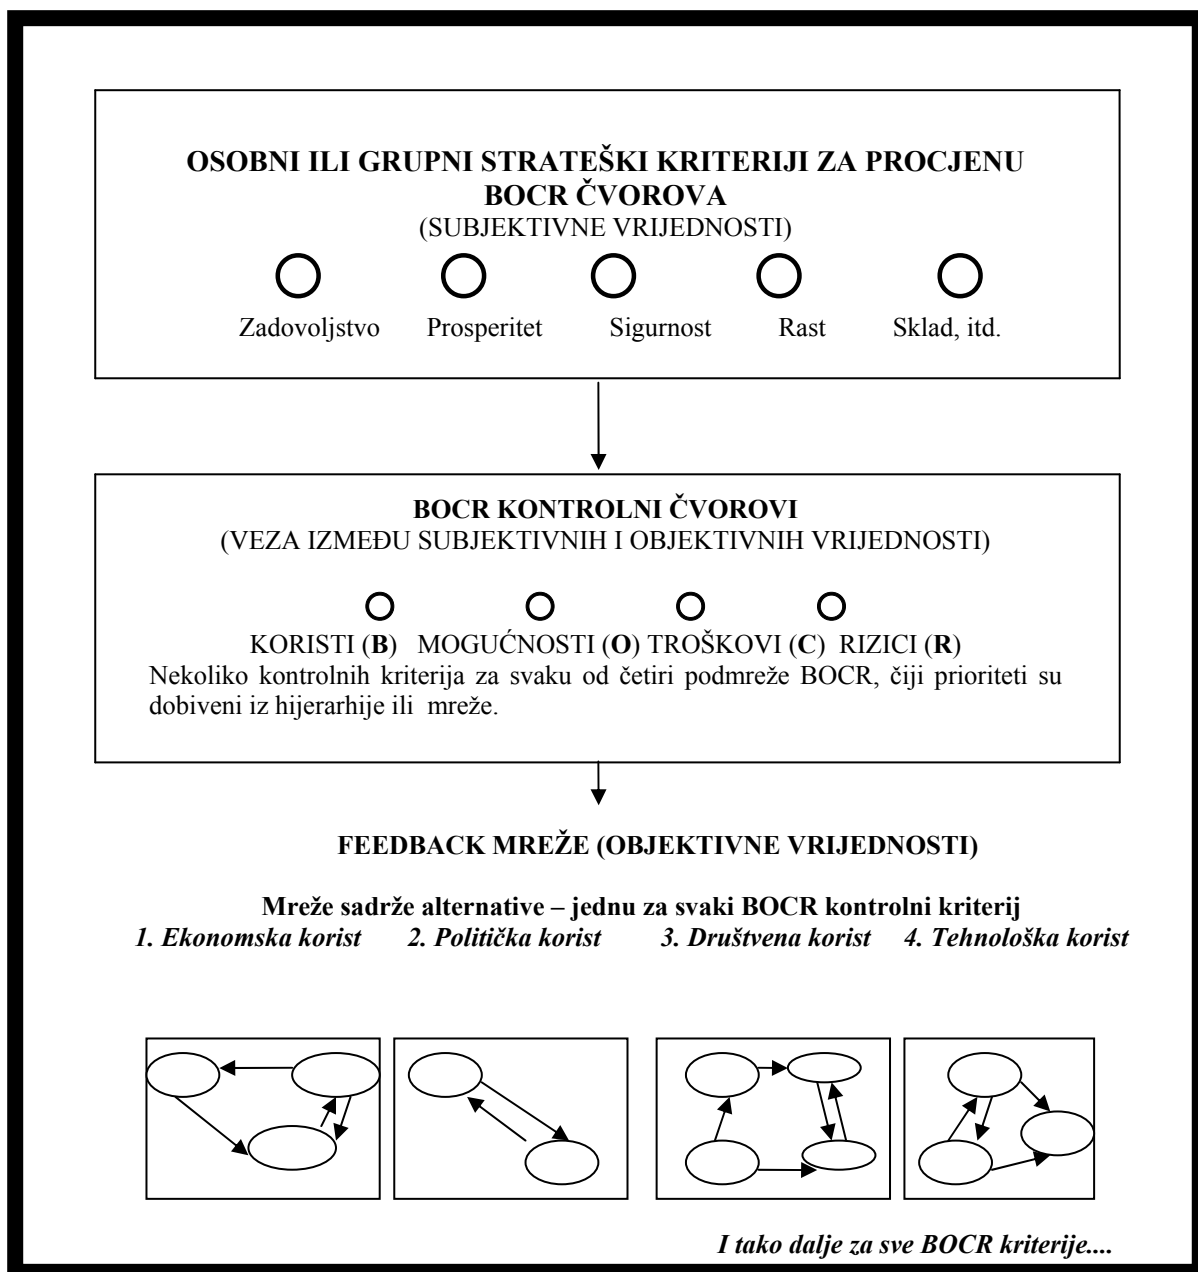 OSOBNI ILI GRUPNI STRATEŠKI KRITERIJI ZA PROCJENU
BOCR ČVOROVA
(SUBJEKTIVNE VRIJEDNOSTI)
Zadovoljstvo Prosperitet Sigurnost Rast Sklad, itd.
BOCR KONTROLNI ČVOROVI
(VEZA IZMEĐU SUBJEKTIVNIH I OBJEKTIVNIH VRIJEDNOSTI)
KORISTI (B) MOGUĆNOSTI (O) TROŠKOVI (C) RIZICI (R)
Nekoliko kontrolnih kriterija za svaku od četiri podmreže BOCR, čiji prioriteti su
dobiveni iz hijerarhije ili mreže.
FEEDBACK MREŽE (OBJEKTIVNE VRIJEDNOSTI)
Mreže sadrže alternative – jednu za svaki BOCR kontrolni kriterij
1. Ekonomska korist 2. Politička korist 3. Društvena korist 4. Tehnološka korist
I tako dalje za sve BOCR kriterije....